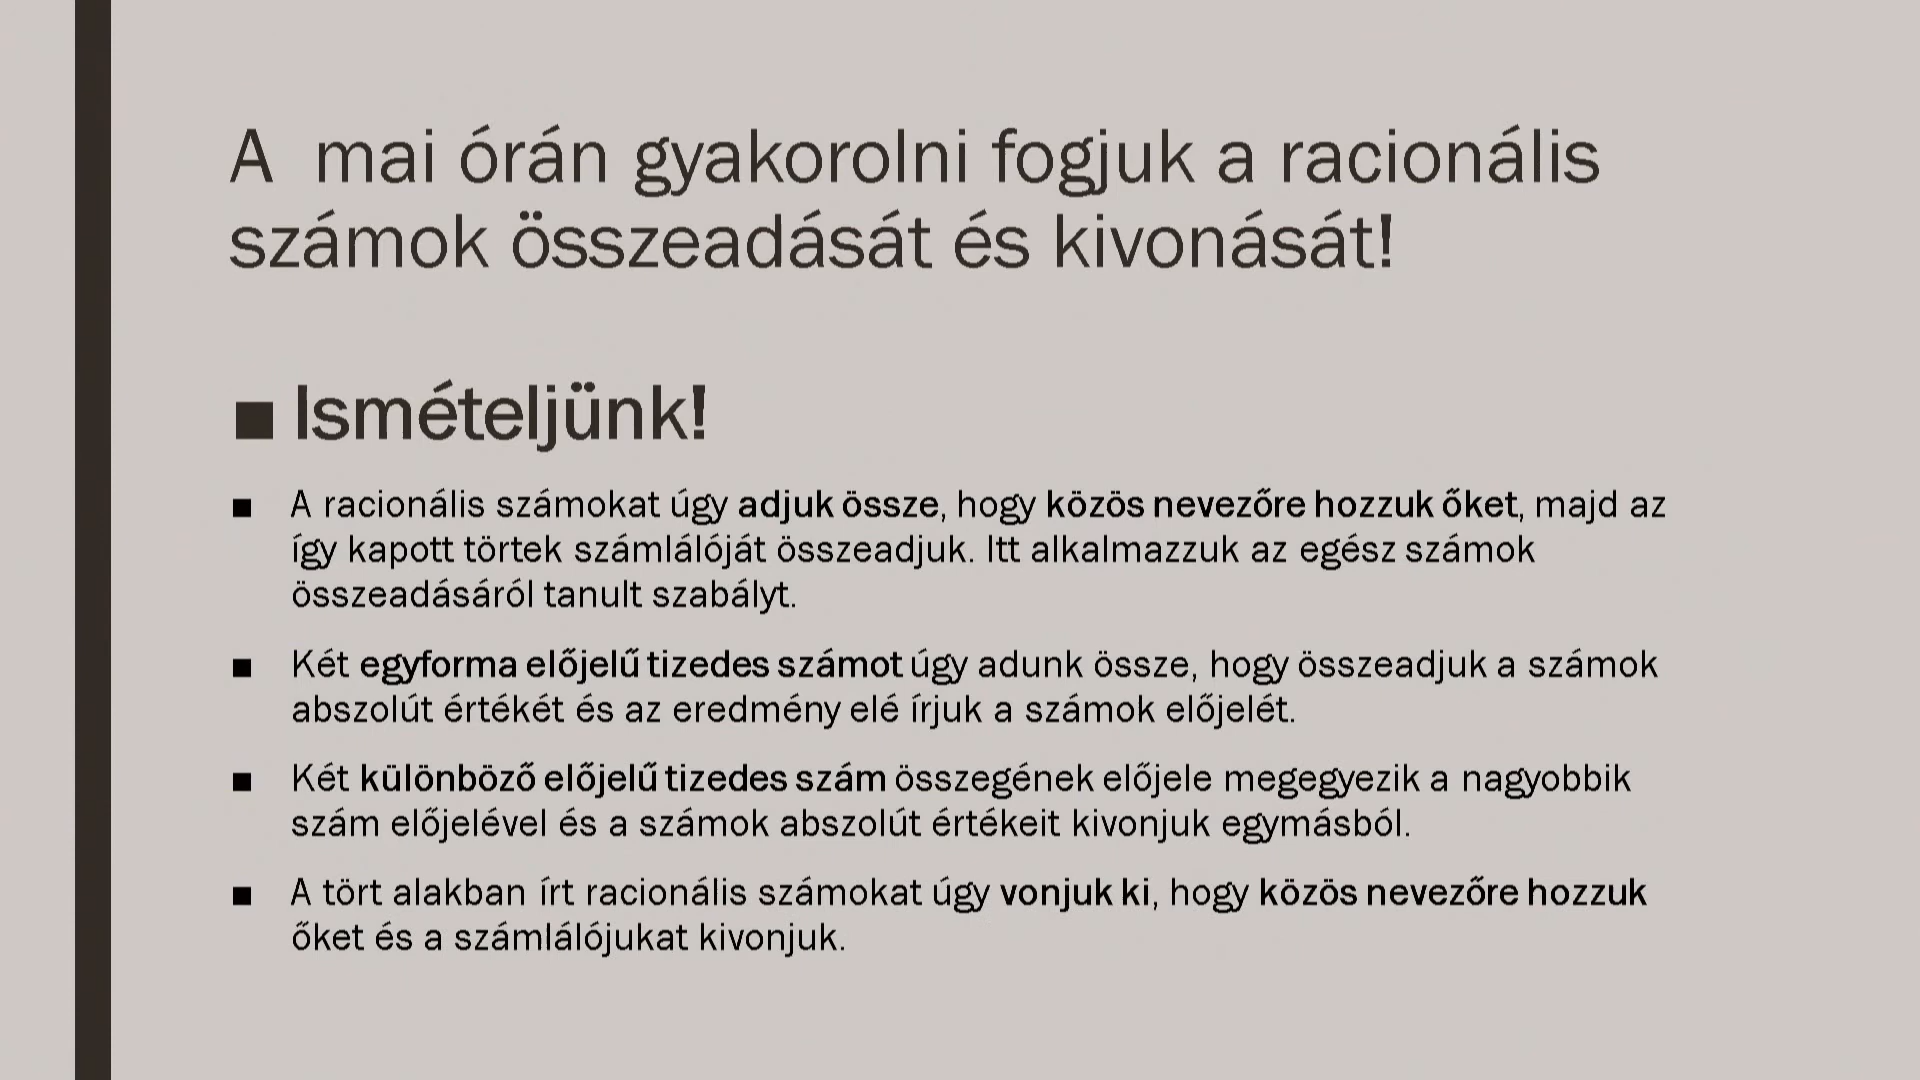 A mai órán gyakorolni fogjuk a racionális
számok összeadását és kivonását!
■ Ismételjünk!
■ A racionális számokat úgy adjuk össze, hogy közös nevezőre hozzuk őket, majd az
így kapott törtek számlálóját összeadjuk. Itt alkalmazzuk az egész számok
összeadásáról tanult szabályt.
■ Két egyforma előjelű tizedes számot úgy adunk össze, hogy összeadjuk a számok
abszolút értékét és az eredmény elé írjuk a számok előjelét.
■ Két különböző előjelű tizedes szám összegének előjele megegyezik a nagyobbik
szám előjelével és a számok abszolút értékeit kivonjuk egymásból.
■ A tört alakban írt racionális számokat úgy vonjuk ki, hogy közös nevezőre hozzuk
őket és a számlálójukat kivonjuk.